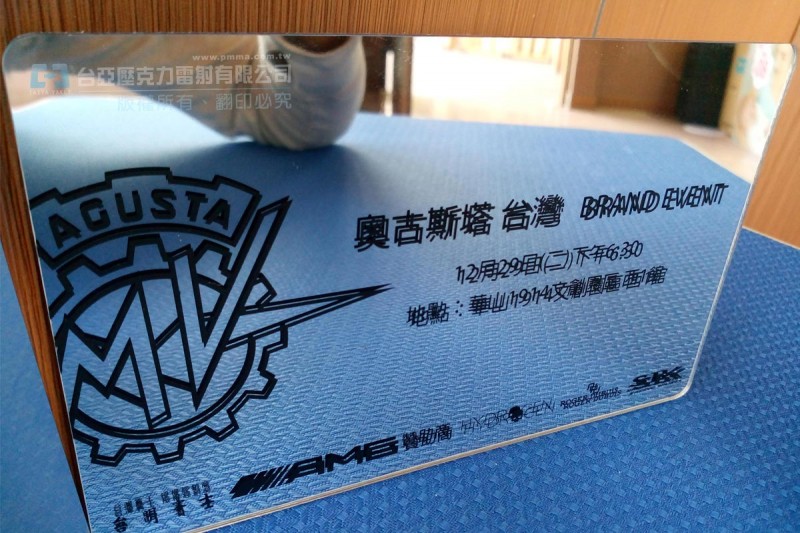 www.pmma.com.tw
台亞壓克力雷射有限公司
版權所有、翻印必究
AGUSTA
MV
奧古斯塔 台灣 BRAND EVENT
12月29日(二)下午6:30
地點：華山1914文創園區 西1館
AMG 贊助商
SBK